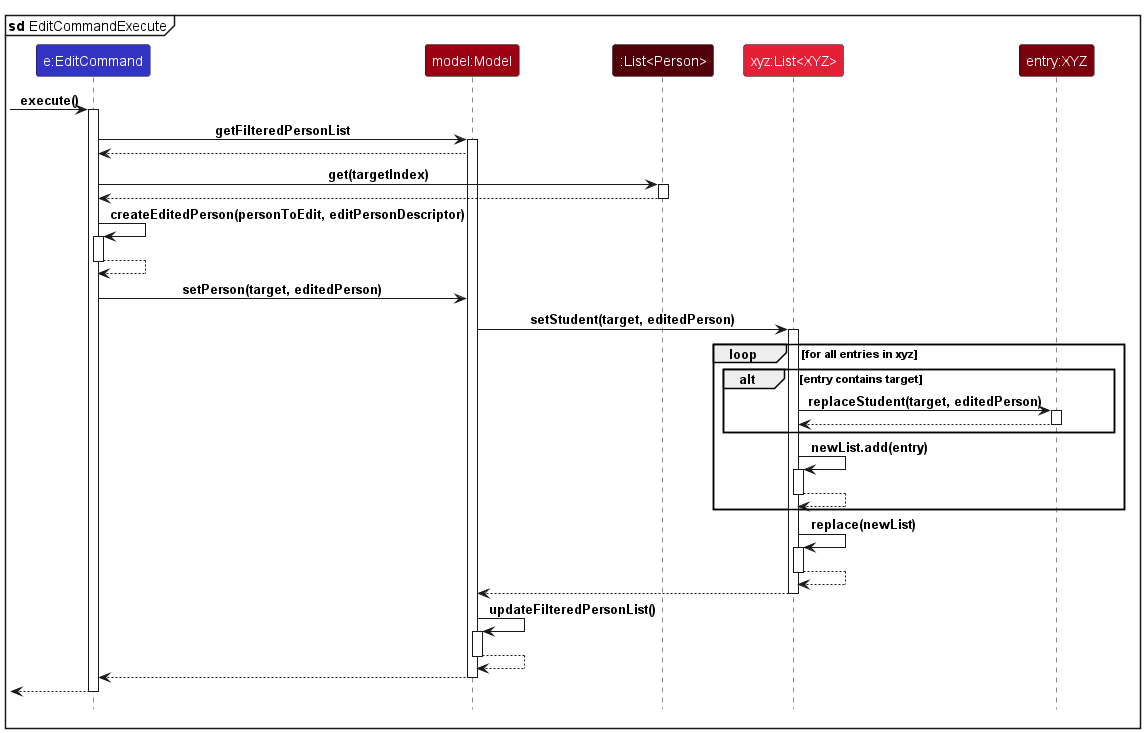 sd EditCommandExecute
e:EditCommand
model:Model
:List<Person>
xyz:List<XYZ>
entry:XYZ
execute()
getFilteredPersonList
get(targetIndex)
createEditedPerson(personToEdit, editPersonDescriptor)
setPerson(target, editedPerson)
setStudent(target, editedPerson)
loop [for all entries in xyz]
alt [entry contains target]
replaceStudent(target, editedPerson)
newList.add(entry)
replace(newList)
updateFilteredPersonList()